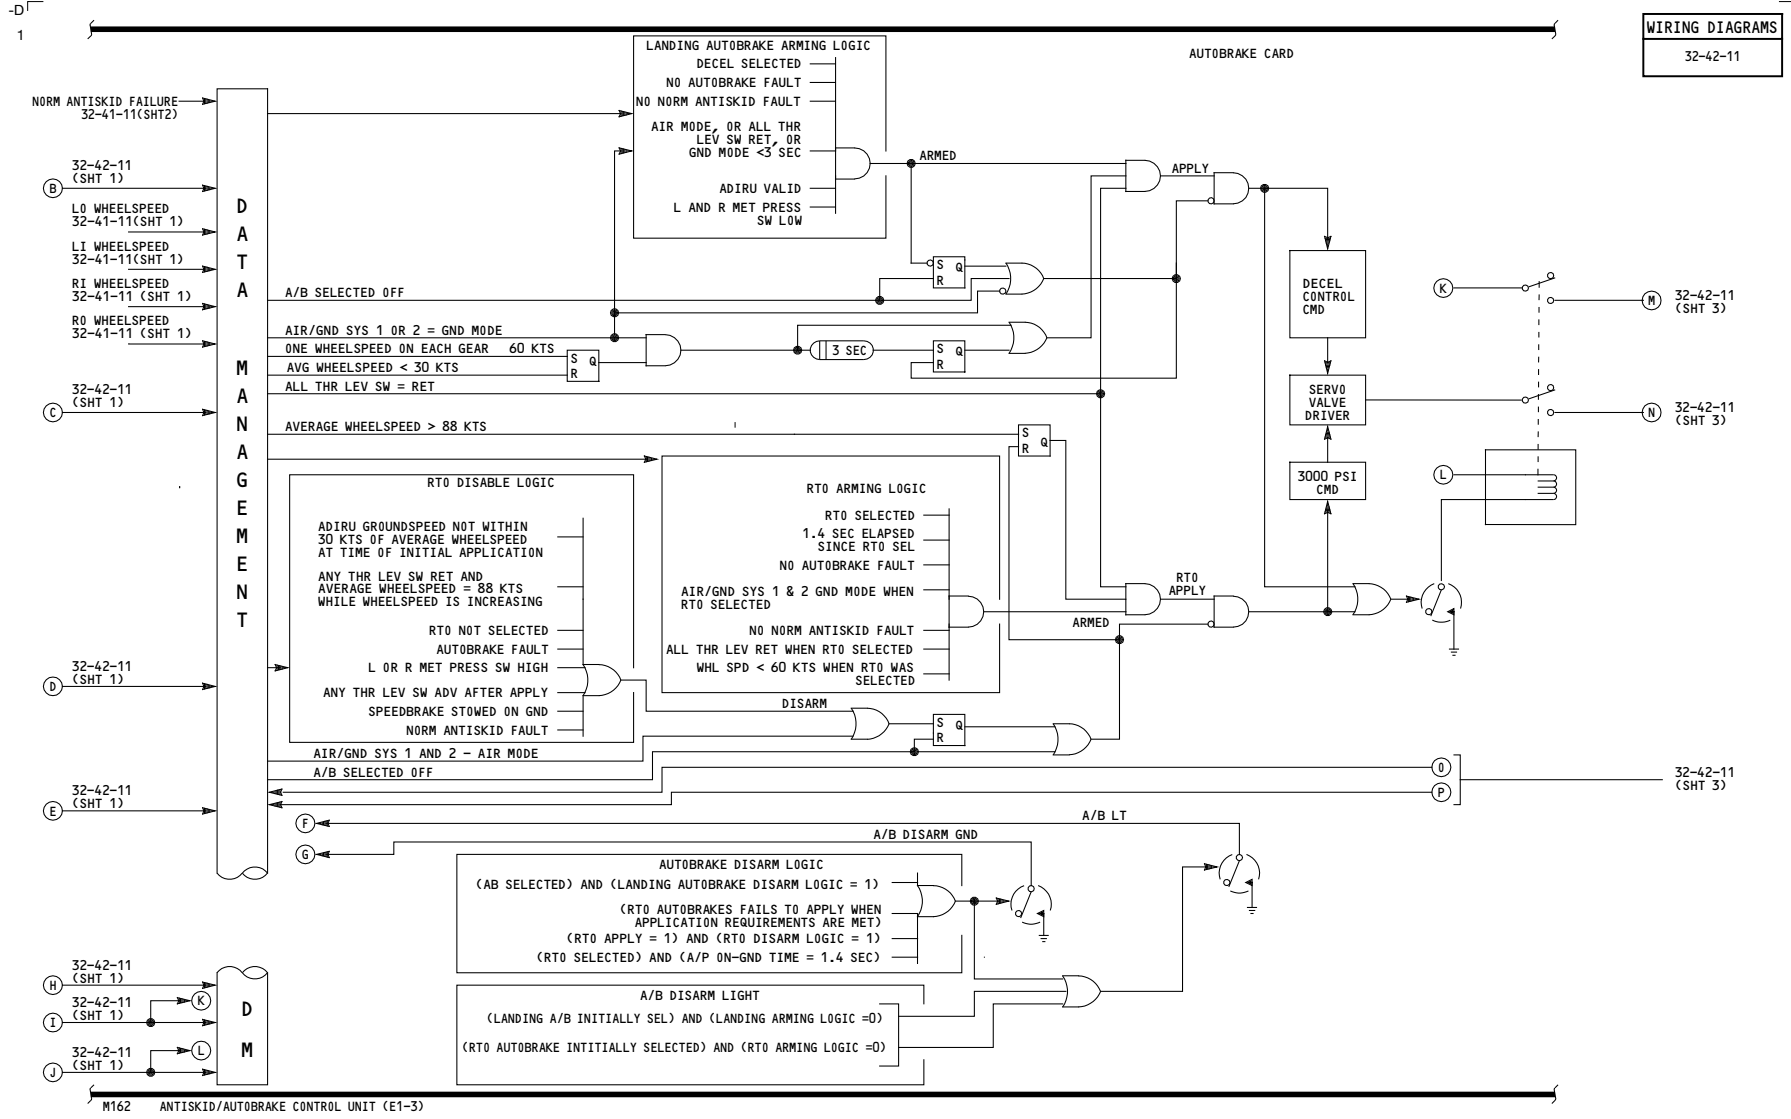 -D
1
WIRING DIAGRAMS
32-42-11
AUTOBRAKE CARD
LANDING AUTOBRAKE ARMING LOGIC
DECEL SELECTED
NO AUTOBRAKE FAULT
NO NORM ANTISKID FAULT
AIR MODE, OR ALL THR
LEV SW RET, OR
GND MODE <3 SEC
ADIRU VALID
L AND R MET PRESS
SW LOW
NORM ANTISKID FAILURE
32-41-11(SHT2)
32-42-11
(SHT 1)
B
LO WHEELSPEED
32-41-11(SHT 1)
LI WHEELSPEED
32-41-11(SHT 1)
RI WHEELSPEED
32-41-11 (SHT 1)
RO WHEELSPEED
32-41-11 (SHT 1)
32-42-11
(SHT 1)
C
32-42-11
(SHT 1)
D
32-42-11
(SHT 1)
E
DATA MANAGEMENT
ARMED
APPLY
S Q
R
A/B SELECTED OFF
AIR/GND SYS 1 OR 2 = GND MODE
ONE WHEELSPEED ON EACH GEAR 60 KTS
AVG WHEELSPEED < 30 KTS
ALL THR LEV SW = RET
AVERAGE WHEELSPEED > 88 KTS
S Q
R
3 SEC
S Q
R
S
R Q
DECEL
CONTROL
CMD
SERVO
VALVE
DRIVER
3000 PSI
CMD
K
M
32-42-11
(SHT 3)
N
32-42-11
(SHT 3)
L
RTO DISABLE LOGIC
ADIRU GROUNDSPEED NOT WITHIN
30 KTS OF AVERAGE WHEELSPEED
AT TIME OF INITIAL APPLICATION
ANY THR LEV SW RET AND
AVERAGE WHEELSPEED = 88 KTS
WHILE WHEELSPEED IS INCREASING
RTO NOT SELECTED
AUTOBRAKE FAULT
L OR R MET PRESS SW HIGH
ANY THR LEV SW ADV AFTER APPLY
SPEEDBRAKE STOWED ON GND
NORM ANTISKID FAULT
RTO ARMING LOGIC
RTO SELECTED
1.4 SEC ELAPSED
SINCE RTO SEL
NO AUTOBRAKE FAULT
AIR/GND SYS 1 & 2 GND MODE WHEN
RTO SELECTED
NO NORM ANTISKID FAULT
ALL THR LEV RET WHEN RTO SELECTED
WHL SPD < 60 KTS WHEN RTO WAS
SELECTED
RTO
APPLY
ARMED
DISARM
S Q
R
AIR/GND SYS 1 AND 2 - AIR MODE
A/B SELECTED OFF
O
P
32-42-11
(SHT 3)
F
A/B LT
G
A/B DISARM GND
AUTOBRAKE DISARM LOGIC
(AB SELECTED) AND (LANDING AUTOBRAKE DISARM LOGIC = 1)
(RTO AUTOBRAKES FAILS TO APPLY WHEN
APPLICATION REQUIREMENTS ARE MET)
(RTO APPLY = 1) AND (RTO DISARM LOGIC = 1)
(RTO SELECTED) AND (A/P ON-GND TIME = 1.4 SEC)
A/B DISARM LIGHT
(LANDING A/B INITIALLY SEL) AND (LANDING ARMING LOGIC =0)
(RTO AUTOBRAKE INTITIALLY SELECTED) AND (RTO ARMING LOGIC =0)
32-42-11
(SHT 1)
H
K
32-42-11
(SHT 1)
I
L
32-42-11
(SHT 1)
J
D
M
M162 ANTISKID/AUTOBRAKE CONTROL UNIT (E1-3)